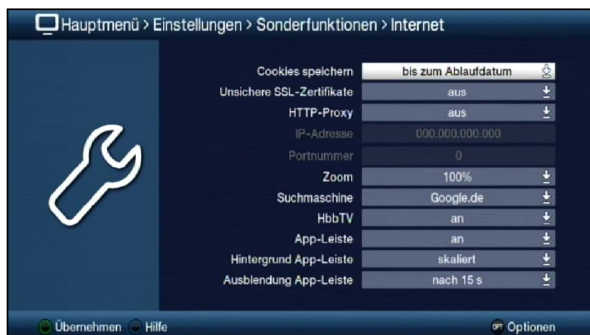 Hauptmenü > Einstellungen > Sonderfunktionen > Internet
Cookies speichern bis zum Ablaufdatum
Unsichere SSL-Zertifikate aus
HTTP-Proxy aus
IP-Adresse 000.000.000.000
Portnummer 0
Zoom 100%
Suchmaschine Google.de
HbbTV an
App-Leiste an
Hintergrund App-Leiste skaliert
Ausblendung App-Leiste nach 15 s
Übernehmen Hilfe OPT Optionen